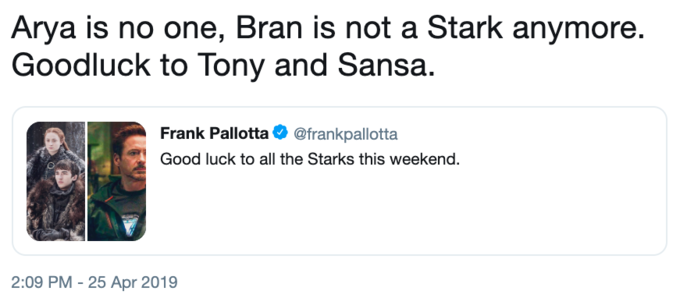 Arya is no one, Bran is not a Stark anymore.
Goodluck to Tony and Sansa.
Frank Pallotta @frankpallotta
Good luck to all the Starks this weekend.
2:09 PM - 25 Apr 2019